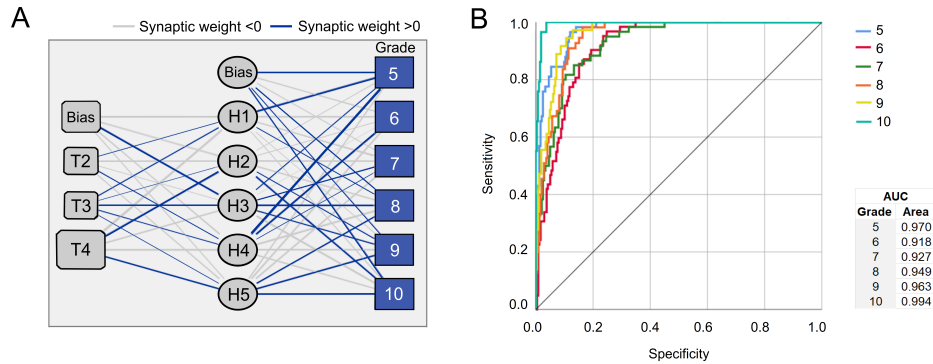 A
Synaptic weight <0
Synaptic weight >0
Grade
Bias
T2
T3
T4
Bias
H1
H2
H3
H4
H5
5
6
7
8
9
10
B
Sensitivity
1.0
0.8
0.6
0.4
0.2
0.0
0.0 0.2 0.4 0.6 0.8 1.0
Specificity
5
6
7
8
9
10
AUC
Grade Area
5 0.970
6 0.918
7 0.927
8 0.949
9 0.963
10 0.994